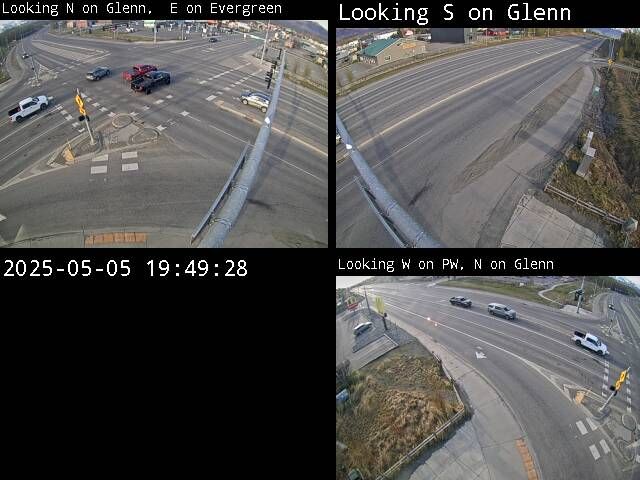 Looking N on Glenn, E on Evergreen
Looking S on Glenn
2025-05-05 19:49:28
Looking W on PW, N on Glenn